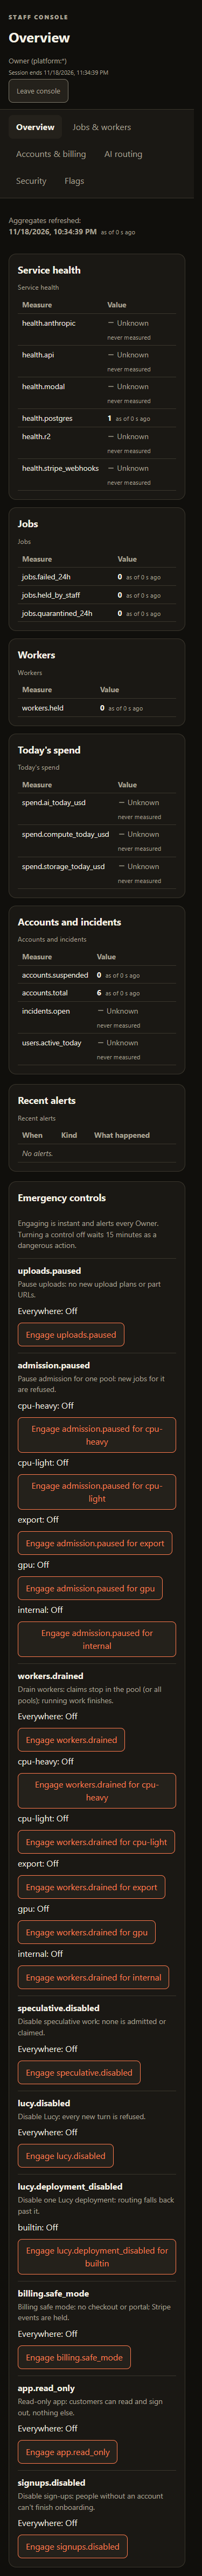 STAFF CONSOLE
Overview
Owner (platform:*)
Session ends 11/18/2026, 11:34:39 PM
Leave console
Overview Jobs & workers
Accounts & billing AI routing
Security Flags
Aggregates refreshed:
11/18/2026, 10:34:39 PM as of 0 s ago
Service health
Service health
Measure Value
health.anthropic — Unknown
never measured
health.api — Unknown
never measured
health.modal — Unknown
never measured
health.postgres 1 as of 0 s ago
health.r2 — Unknown
never measured
health.stripe_webhooks — Unknown
never measured
Jobs
Jobs
Measure Value
jobs.failed_24h 0 as of 0 s ago
jobs.held_by_staff 0 as of 0 s ago
jobs.quarantined_24h 0 as of 0 s ago
Workers
Workers
Measure Value
workers.held 0 as of 0 s ago
Today's spend
Today's spend
Measure Value
spend.ai_today_usd — Unknown
never measured
spend.compute_today_usd — Unknown
never measured
spend.storage_today_usd — Unknown
never measured
Accounts and incidents
Accounts and incidents
Measure Value
accounts.suspended 0 as of 0 s ago
accounts.total 6 as of 0 s ago
incidents.open — Unknown
never measured
users.active_today — Unknown
never measured
Recent alerts
Recent alerts
When Kind What happened
No alerts.
Emergency controls
Engaging is instant and alerts every Owner.
Turning a control off waits 15 minutes as a
dangerous action.
uploads.paused
Pause uploads: no new upload plans or part
URLs.
Everywhere: Off
Engage uploads.paused
admission.paused
Pause admission for one pool: new jobs for it
are refused.
cpu-heavy: Off
Engage admission.paused for cpu-
heavy
cpu-light: Off
Engage admission.paused for cpu-
light
export: Off
Engage admission.paused for export
gpu: Off
Engage admission.paused for gpu
internal: Off
Engage admission.paused for
internal
workers.drained
Drain workers: claims stop in the pool (or all
pools); running work finishes.
Everywhere: Off
Engage workers.drained
cpu-heavy: Off
Engage workers.drained for cpu-
heavy
cpu-light: Off
Engage workers.drained for cpu-light
export: Off
Engage workers.drained for export
gpu: Off
Engage workers.drained for gpu
internal: Off
Engage workers.drained for internal
speculative.disabled
Disable speculative work: none is admitted or
claimed.
Everywhere: Off
Engage speculative.disabled
lucy.disabled
Disable Lucy: every new turn is refused.
Everywhere: Off
Engage lucy.disabled
lucy.deployment_disabled
Disable one Lucy deployment: routing falls back
past it.
builtin: Off
Engage lucy.deployment_disabled for
builtin
billing.safe_mode
Billing safe mode: no checkout or portal; Stripe
events are held.
Everywhere: Off
Engage billing.safe_mode
app.read_only
Read-only app: customers can read and sign
out, nothing else.
Everywhere: Off
Engage app.read_only
signups.disabled
Disable sign-ups: people without an account
can't finish onboarding.
Everywhere: Off
Engage signups.disabled